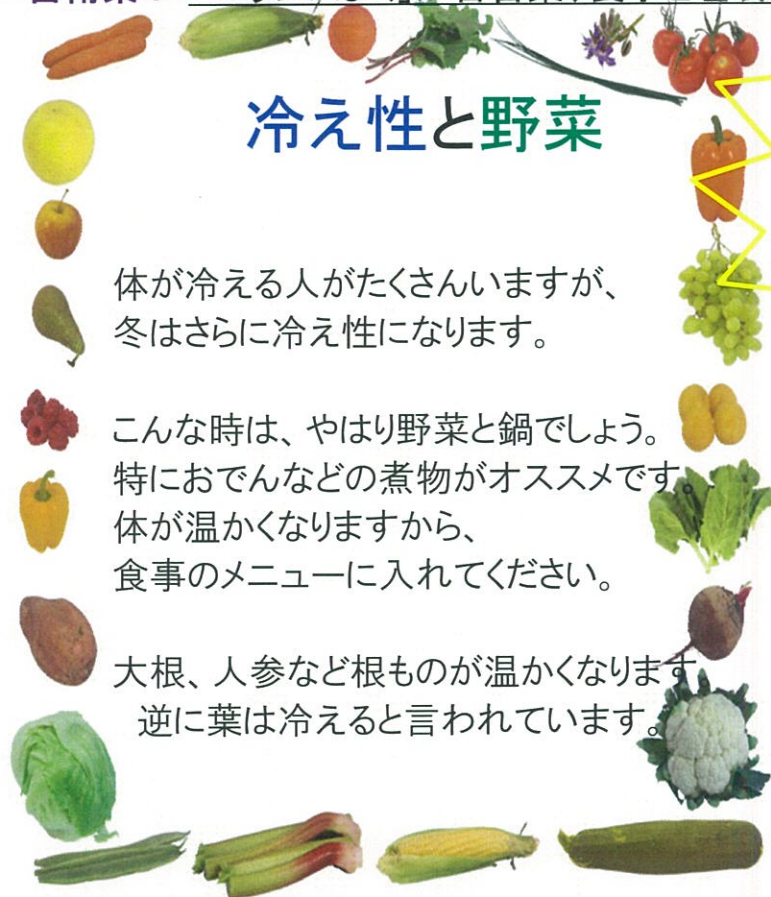 冷え性と野菜
体が冷える人がたくさんいますが、
冬はさらに冷え性になります。
こんな時は、やはり野菜と鍋でしょう。
特におでんなどの煮物がオススメです。
体が温かくなりますから、
食事のメニューに入れてください。
大根、人参など根ものが温かくなります。
逆に葉は冷えると言われています。